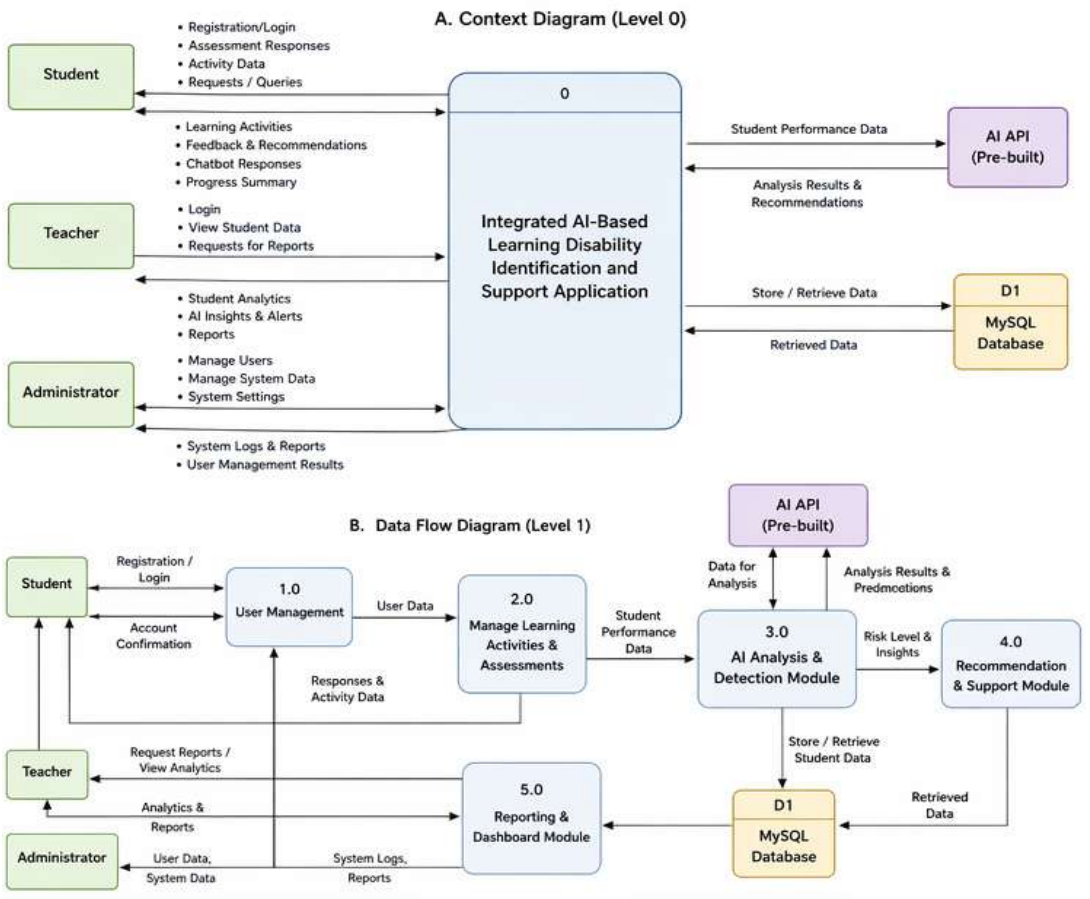 A. Context Diagram (Level 0)
• Registration/Login
• Assessment Responses
• Activity Data
• Requests / Queries
Student
• Learning Activities
• Feedback & Recommendations
• Chatbot Responses
• Progress Summary
Teacher
• Login
• View Student Data
• Requests for Reports
• Student Analytics
• AI Insights & Alerts
• Reports
Administrator
• Manage Users
• Manage System Data
• System Settings
• System Logs & Reports
• User Management Results
0
Integrated AI-Based
Learning Disability
Identification and
Support Application
Student Performance Data
Analysis Results &
Recommendations
AI API
(Pre-built)
Store / Retrieve Data
Retrieved Data
D1
MySQL
Database
B. Data Flow Diagram (Level 1)
AI API
(Pre-built)
Student
Registration /
Login
Account
Confirmation
1.0
User Management
User Data
2.0
Manage Learning
Activities &
Assessments
Student
Performance
Data
Data for
Analysis
Analysis Results &
Predmoctions
3.0
AI Analysis &
Detection Module
Risk Level &
Insights
4.0
Recommendation
& Support Module
Responses &
Activity Data
Teacher
Request Reports /
View Analytics
Analytics &
Reports
5.0
Reporting &
Dashboard Module
Store / Retrieve
Student Data
D1
MySQL
Database
Retrieved
Data
Administrator
User Data,
System Data
System Logs,
Reports